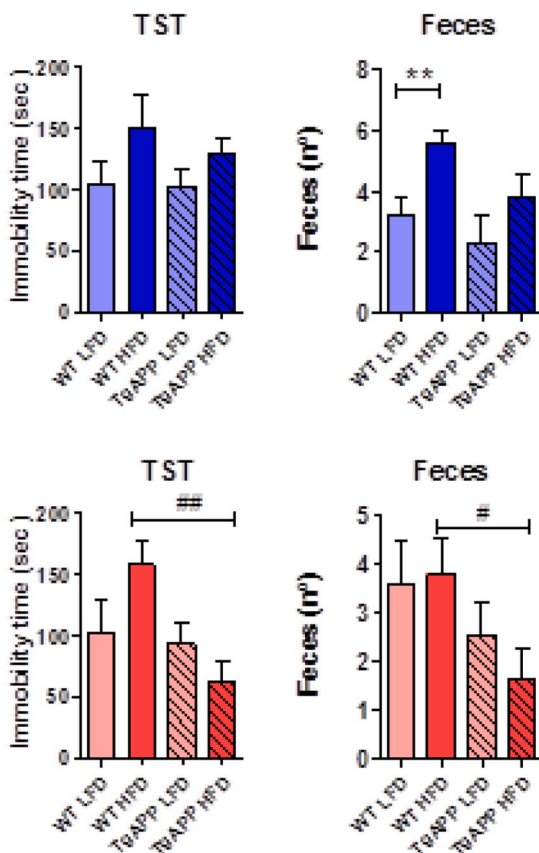 TST
Immobility time (sec)
200
150
100
50
0
WT LFD
WT HFD
TgAPP LFD
TgAPP HFD
Feces
Feces (nº)
8
6
4
2
0
**
WT LFD
WT HFD
TgAPP LFD
TgAPP HFD
TST
Immobility time (sec)
200
150
100
50
0
##
WT LFD
WT HFD
TgAPP LFD
TgAPP HFD
Feces
Feces (nº)
5
4
3
2
1
0
#
WT LFD
WT HFD
TgAPP LFD
TgAPP HFD